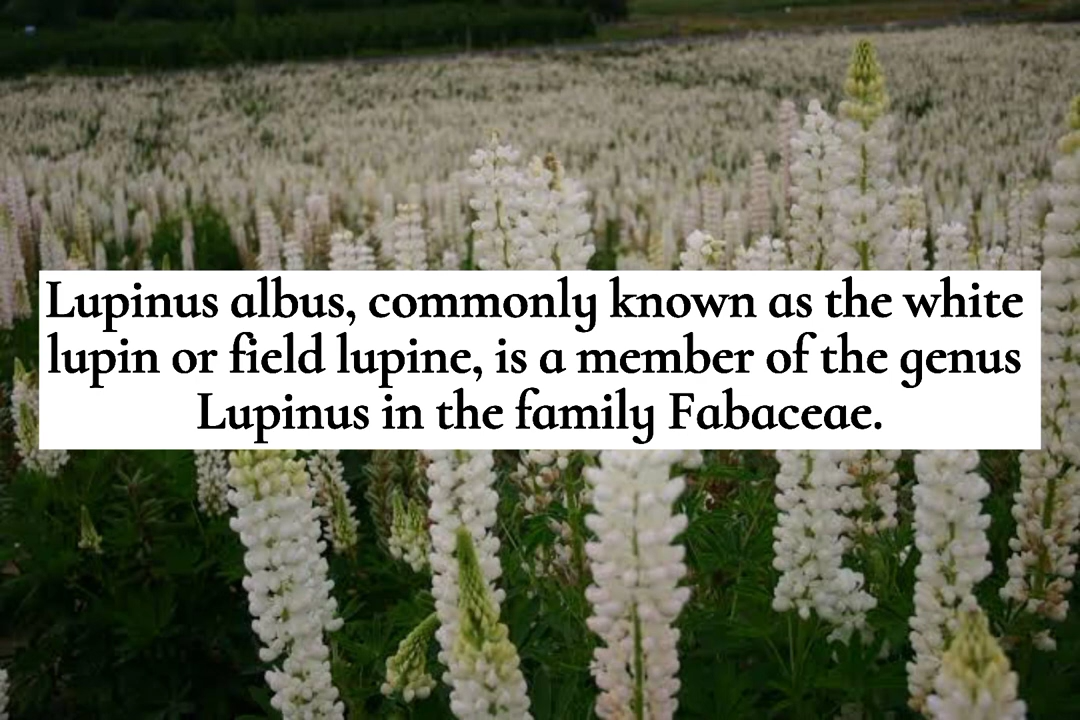 Lupinus albus, commonly known as the white
lupin or field lupine, is a member of the genus
Lupinus in the family Fabaceae.